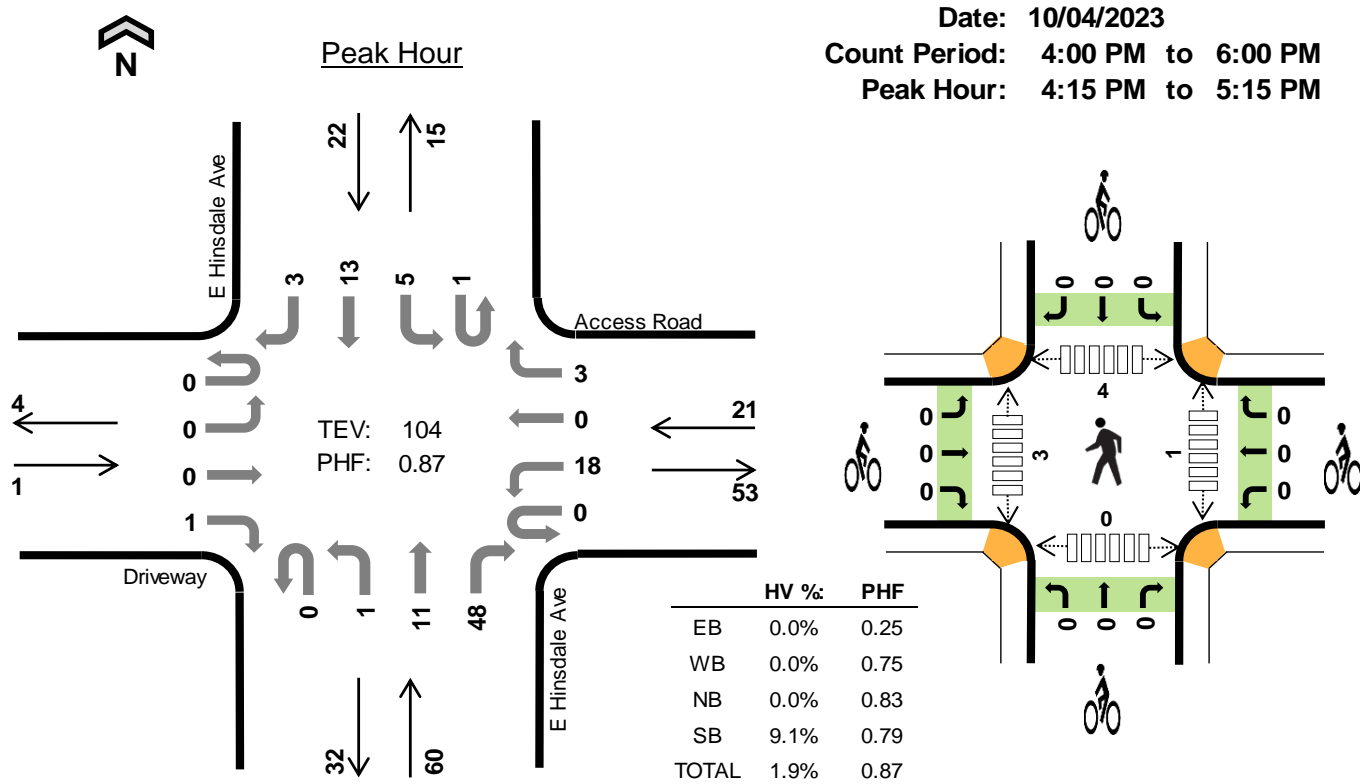 Date: 10/04/2023
Count Period: 4:00 PM to 6:00 PM
Peak Hour: 4:15 PM to 5:15 PM
N
Peak Hour
22
15
E Hinsdale Ave
3
13
5
1
Access Road
0
0
0
1
4
1
TEV: 104
PHF: 0.87
3
0
18
0
21
53
Driveway
0
1
11
48
E Hinsdale Ave
32
60
0
0
0
4
0
0
0
3
1
0
0
0
0
0
0
0
HV %: PHF
EB 0.0% 0.25
WB 0.0% 0.75
NB 0.0% 0.83
SB 9.1% 0.79
TOTAL 1.9% 0.87